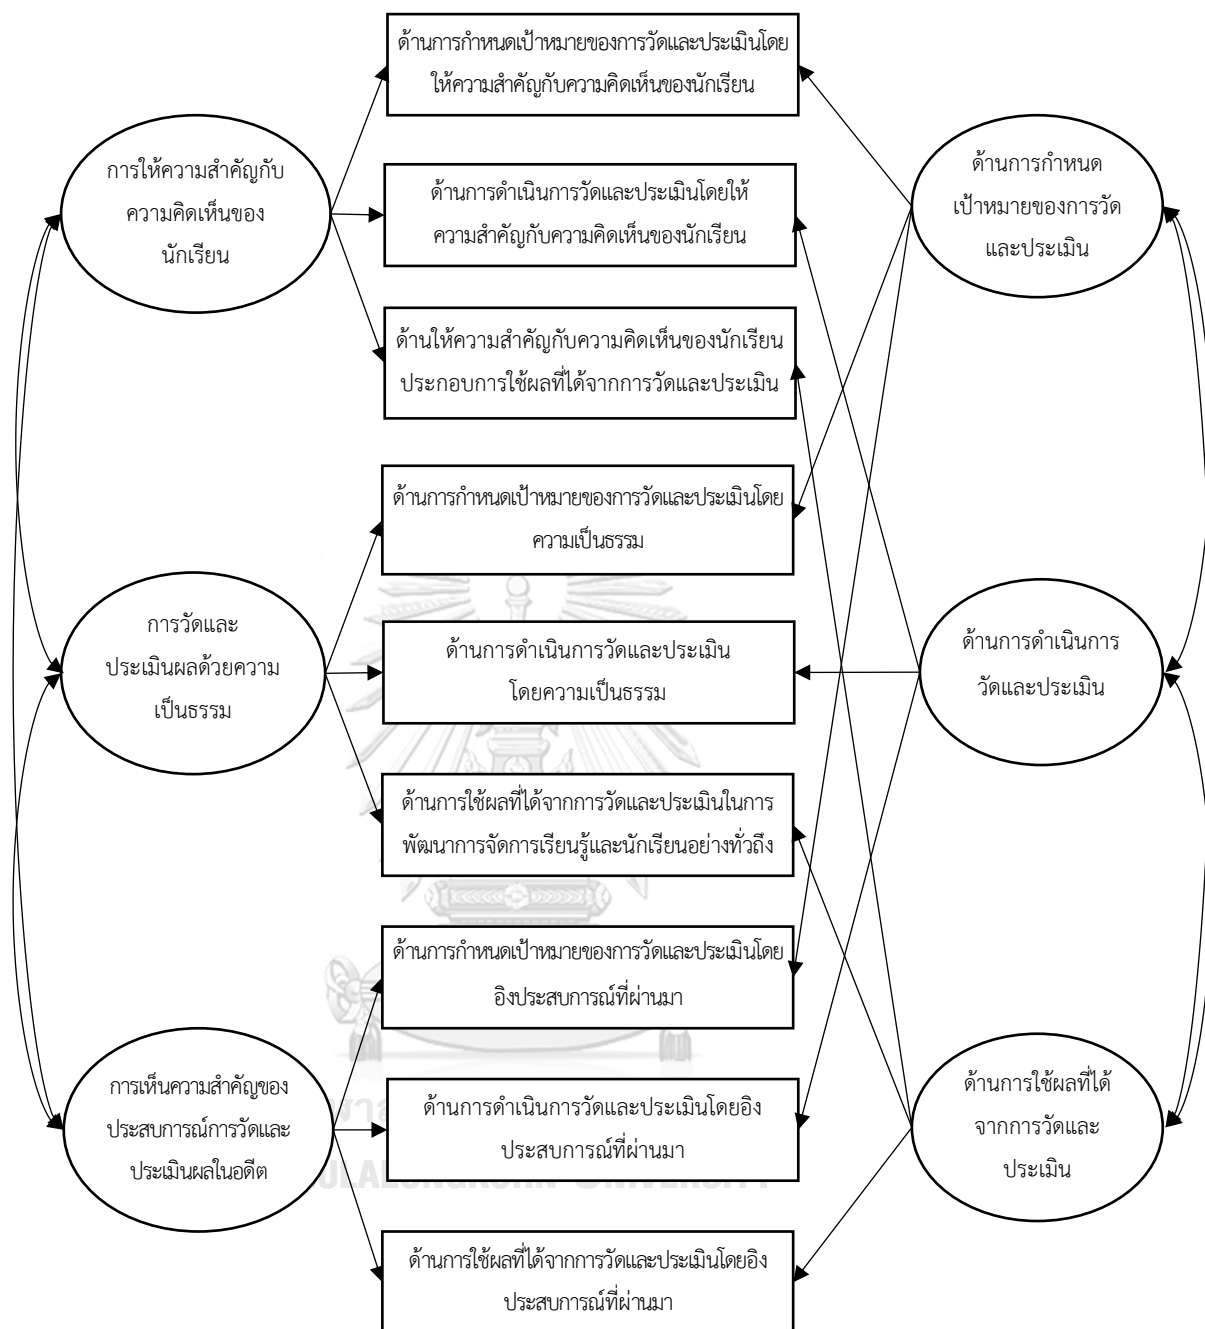 ด้านการกำหนดเป้าหมายของการวัดและประเมินโดย
ให้ความสำคัญกับความคิดเห็นของนักเรียน
การให้ความสำคัญกับ
ความคิดเห็นของ
นักเรียน
ด้านการดำเนินการวัดและประเมินโดยให้
ความสำคัญกับความคิดเห็นของนักเรียน
ด้านการกำหนด
เป้าหมายของการวัด
และประเมิน
ด้านให้ความสำคัญกับความคิดเห็นของนักเรียน
ประกอบการใช้ผลที่ได้จากการวัดและประเมิน
ด้านการกำหนดเป้าหมายของการวัดและประเมินโดย
ความเป็นธรรม
การวัดและ
ประเมินผลด้วยความ
เป็นธรรม
ด้านการดำเนินการวัดและประเมิน
โดยความเป็นธรรม
ด้านการดำเนินการ
วัดและประเมิน
ด้านการใช้ผลที่ได้จากการวัดและประเมินในการ
พัฒนาการจัดการเรียนรู้และนักเรียนอย่างทั่วถึง
ด้านการกำหนดเป้าหมายของการวัดและประเมินโดย
อิงประสบการณ์ที่ผ่านมา
การเห็นความสำคัญของ
ประสบการณ์การวัดและ
ประเมินผลในอดีต
ด้านการดำเนินการวัดและประเมินโดยอิง
ประสบการณ์ที่ผ่านมา
ด้านการใช้ผลที่ได้
จากการวัดและ
ประเมิน
ด้านการใช้ผลที่ได้จากการวัดและประเมินโดยอิง
ประสบการณ์ที่ผ่านมา